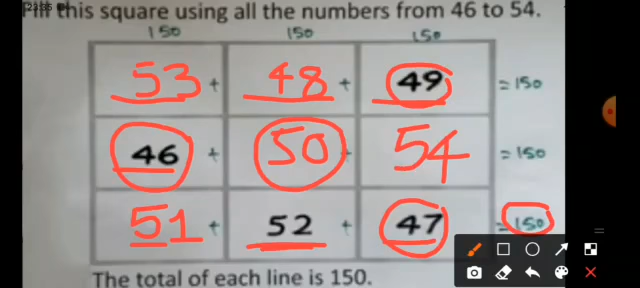 Fill this square using all the numbers from 46 to 54.
150 150 150
53 + 48 + 49 = 150
46 + 50 + 54 = 150
51 + 52 + 47 = 150
The total of each line is 150.